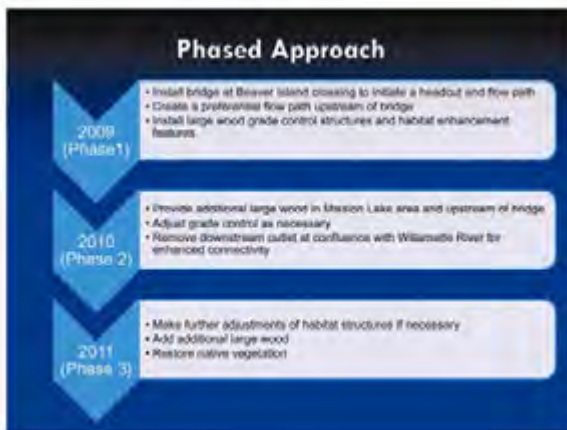 Phased Approach
2009
(Phase1)
• Install bridge at Beaver Island crossing to initiate a headcut and flow path
• Create a preferential flow path upstream of bridge
• Install large wood grade control structures and habitat enhancement
features
2010
(Phase 2)
• Provide additional large wood in Mission Lake area and upstream of bridge
• Adjust grade control as necessary
• Remove downstream outlet at confluence with Willamette River for
enhanced connectivity
2011
(Phase 3)
• Make further adjustments of habitat structures if necessary
• Add additional large wood
• Restore native vegetation